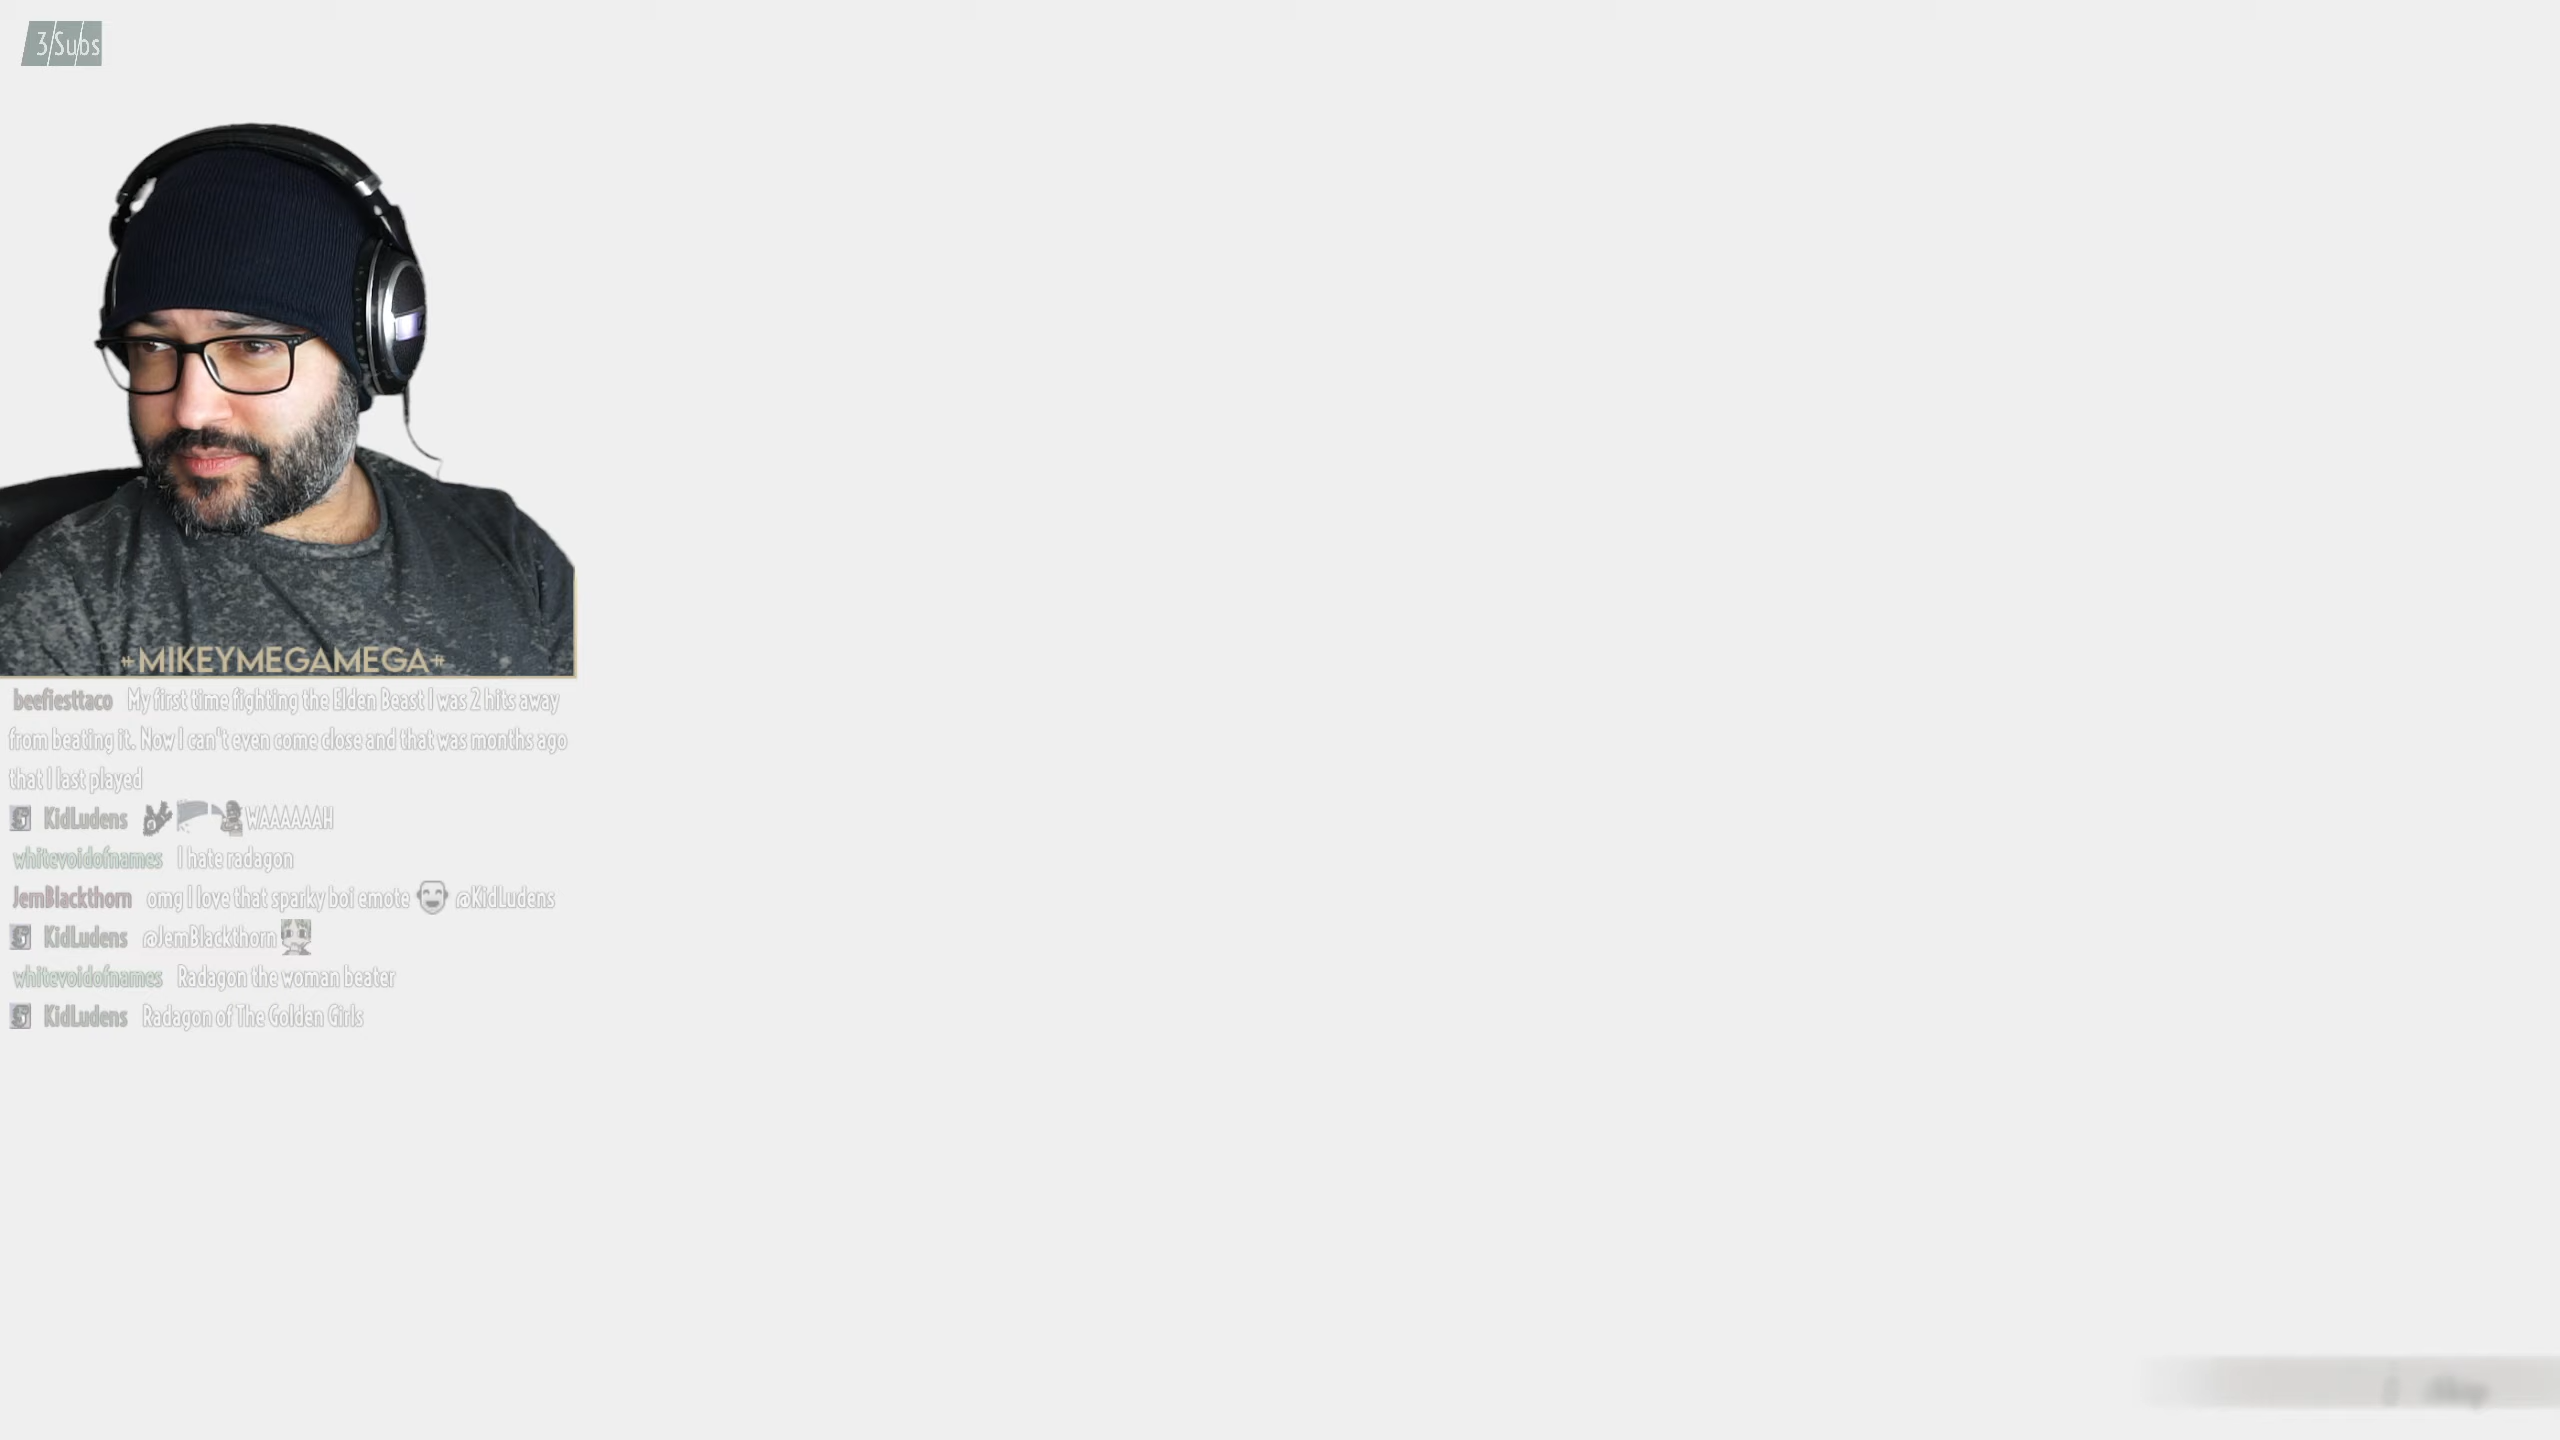 3/Subs
+MIKEYMEGAMEGA+
beefiesttaco My first time fighting the Elden Beast I was 2 hits away
from beating it. Now I can't even come close and that was months ago
that I last played
KidLudens WAAAAAAH
whitevoidofnames I hate radagon
JemBlackthorn omg I love that sparky boi emote @KidLudens
KidLudens @JemBlackthorn
whitevoidofnames Radagon the woman beater
KidLudens Radagon of The Golden Girls